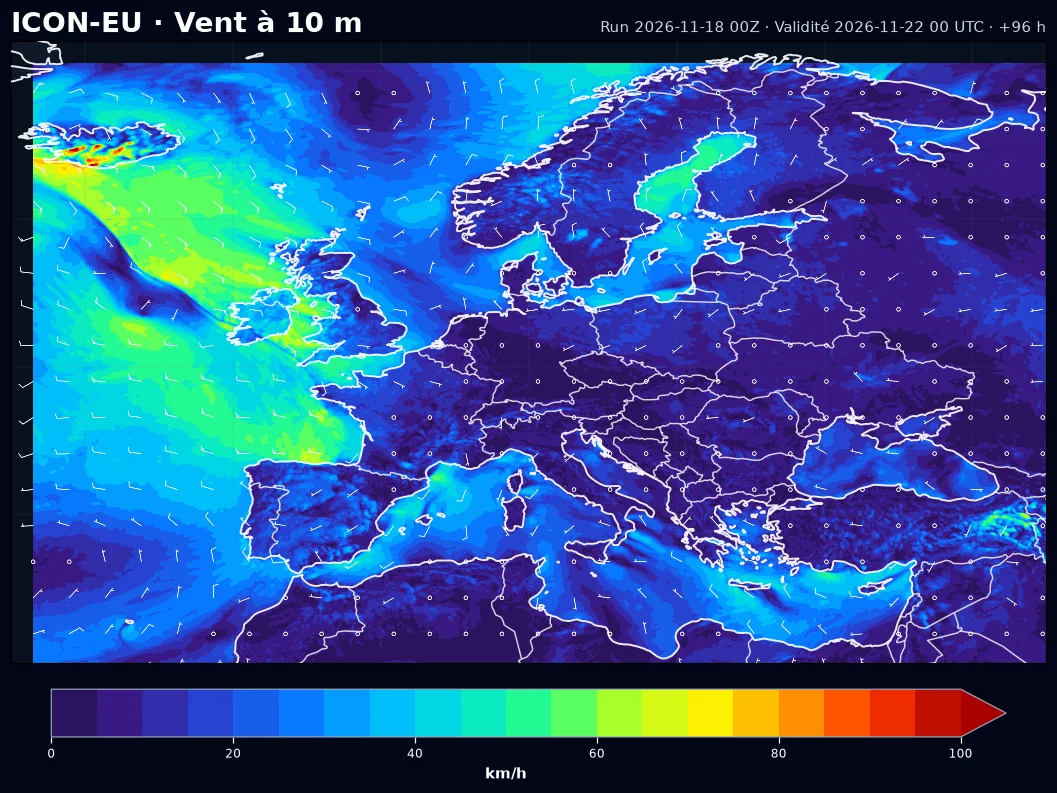 ICON-EU · Vent à 10 m
Run 2026-11-18 00Z · Validité 2026-11-22 00 UTC · +96 h
0 20 40 60 80 100
km/h